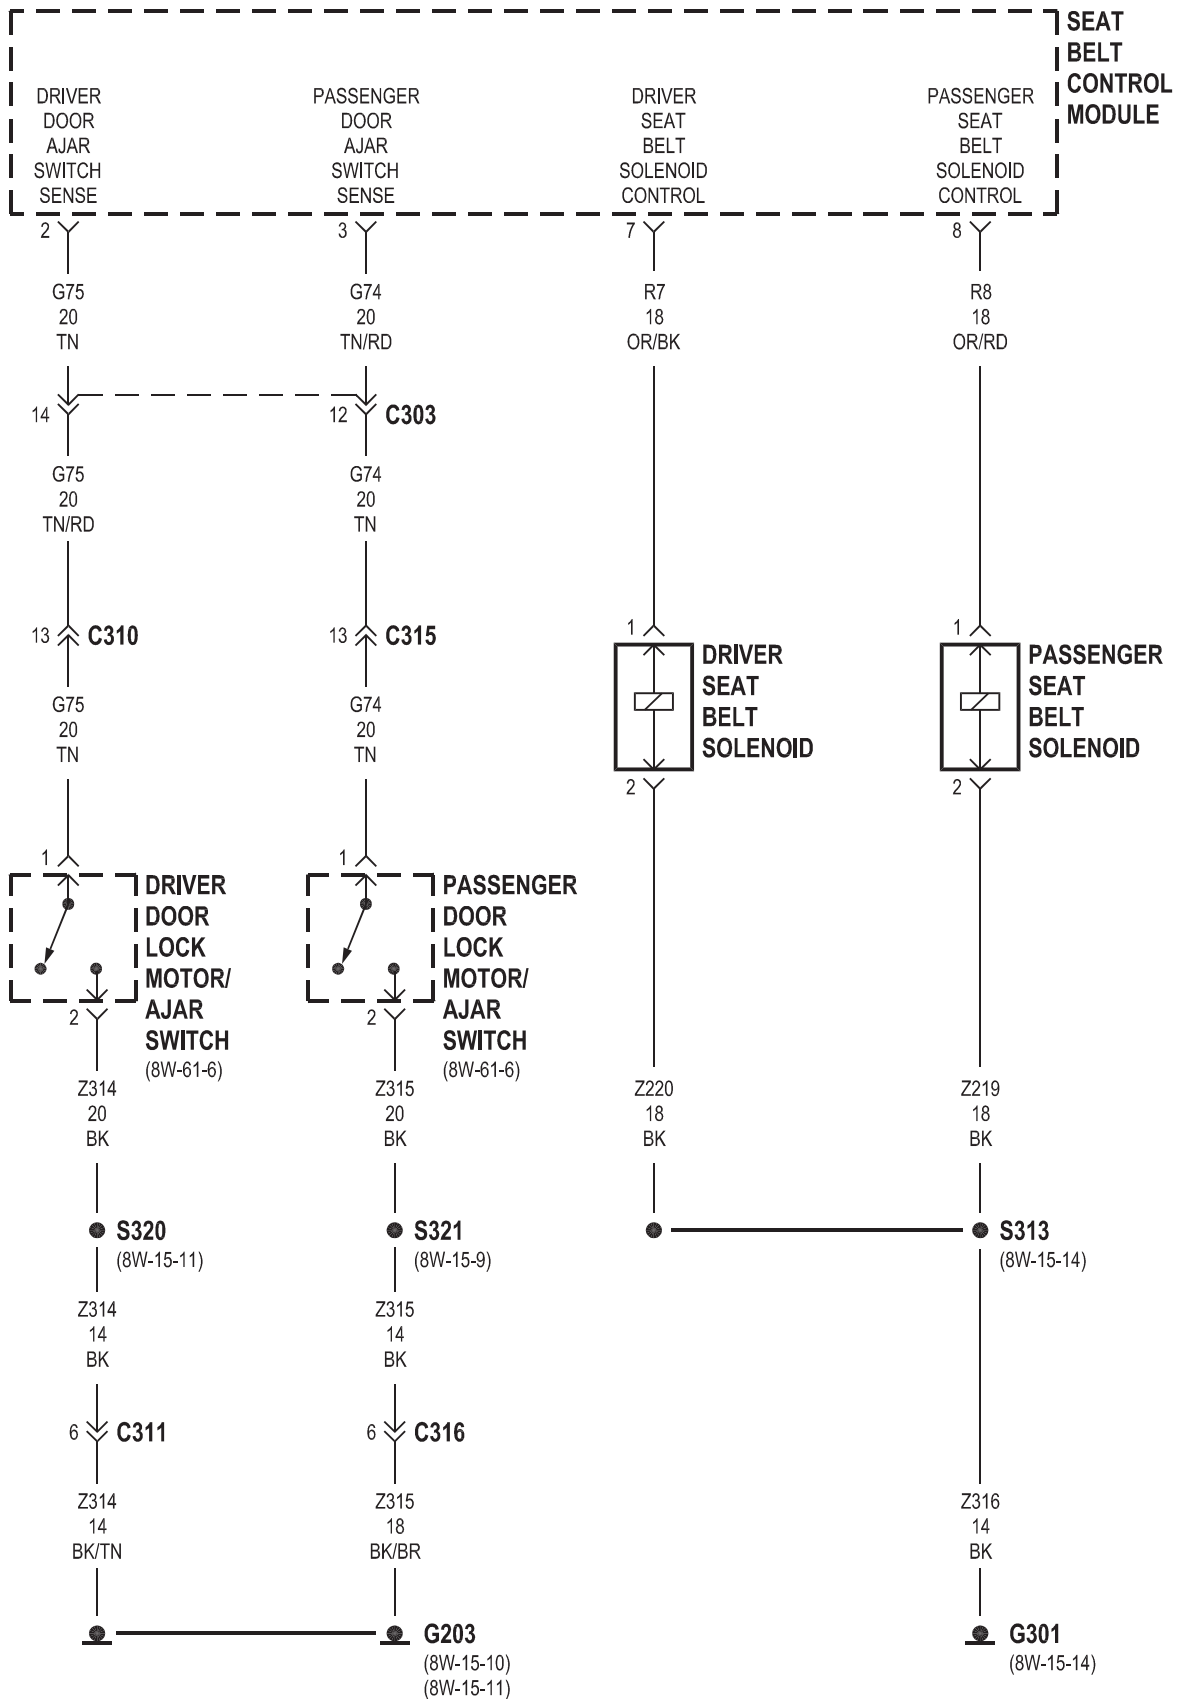 SEAT
BELT
CONTROL
MODULE
DRIVER
DOOR
AJAR
SWITCH
SENSE
PASSENGER
DOOR
AJAR
SWITCH
SENSE
DRIVER
SEAT
BELT
SOLENOID
CONTROL
PASSENGER
SEAT
BELT
SOLENOID
CONTROL
2
3
7
8
G75
20
TN
G74
20
TN/RD
R7
18
OR/BK
R8
18
OR/RD
14
12
C303
G75
20
TN/RD
G74
20
TN
13
C310
13
C315
1
1
DRIVER
SEAT
BELT
SOLENOID
PASSENGER
SEAT
BELT
SOLENOID
2
2
G75
20
TN
G74
20
TN
1
1
DRIVER
DOOR
LOCK
MOTOR/
AJAR
SWITCH
(8W-61-6)
PASSENGER
DOOR
LOCK
MOTOR/
AJAR
SWITCH
(8W-61-6)
2
2
Z314
20
BK
Z315
20
BK
Z220
18
BK
Z219
18
BK
S320
(8W-15-11)
S321
(8W-15-9)
S313
(8W-15-14)
Z314
14
BK
Z315
14
BK
6
C311
6
C316
Z314
14
BK/TN
Z315
18
BK/BR
Z316
14
BK
G203
(8W-15-10)
(8W-15-11)
G301
(8W-15-14)